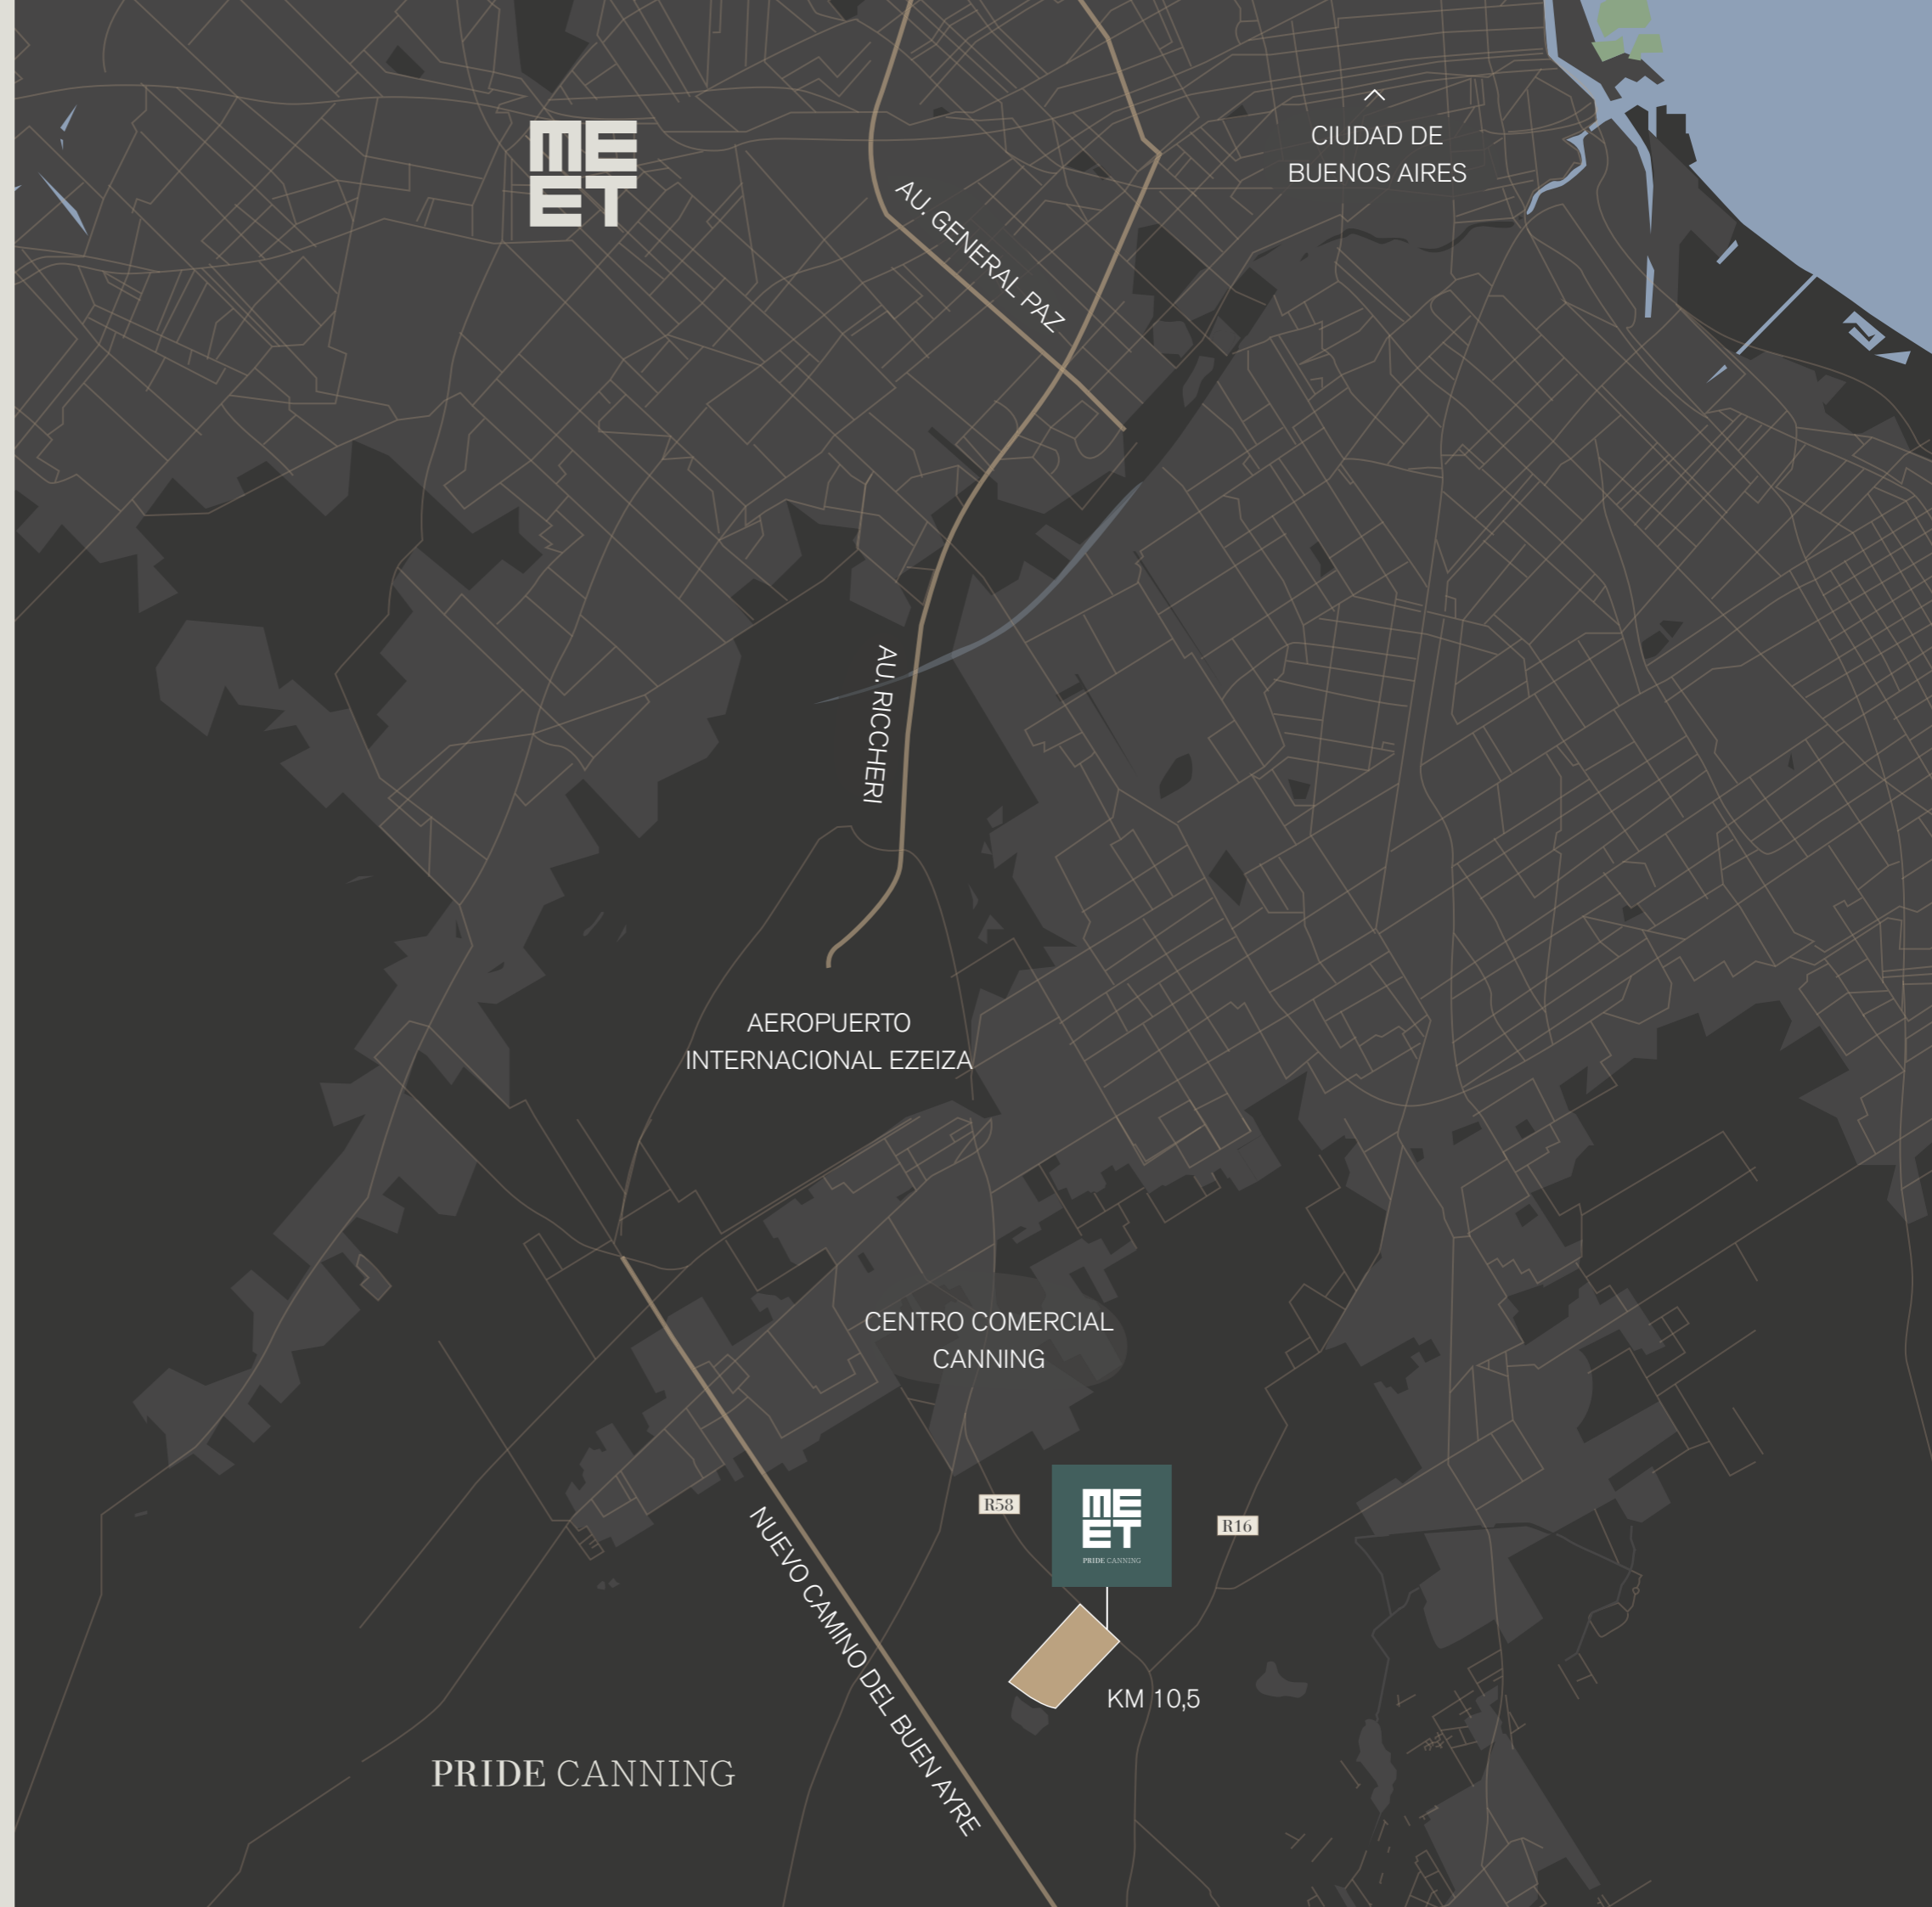 ME
ET
CIUDAD DE
BUENOS AIRES
AU. GENERAL PAZ
AU. RICCHERI
AEROPUERTO
INTERNACIONAL EZEIZA
CENTRO COMERCIAL
CANNING
R58
ME
ET
PRIDE CANNING
R16
NUEVO CAMINO DEL BUEN AYRE
KM 10,5
PRIDE CANNING